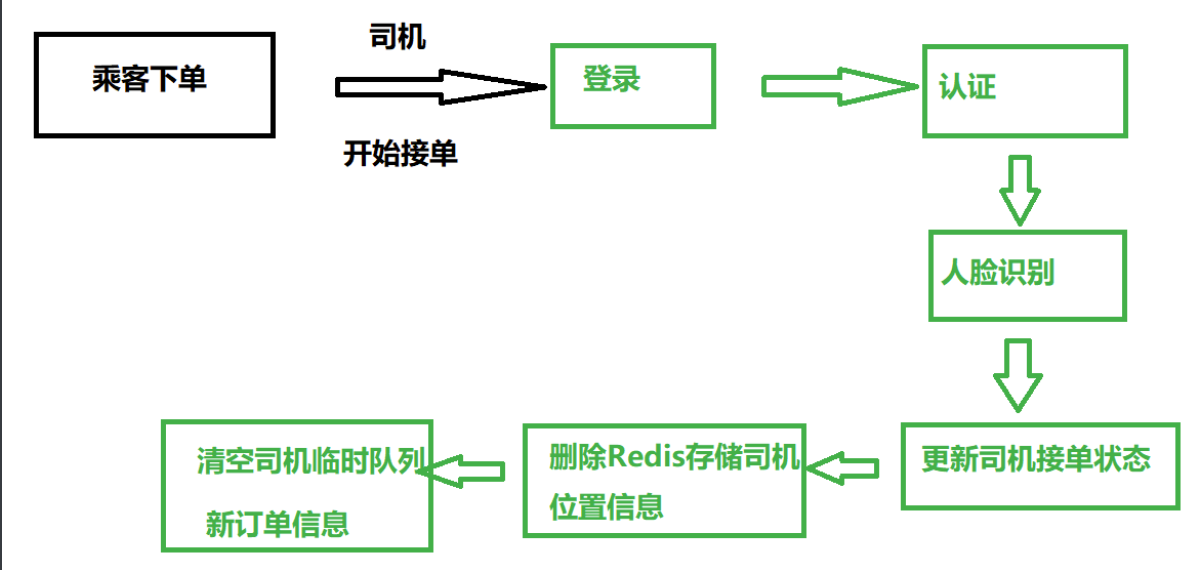 乘客下单
司机
开始接单
登录
认证
人脸识别
更新司机接单状态
删除Redis存储司机
位置信息
清空司机临时队列
新订单信息